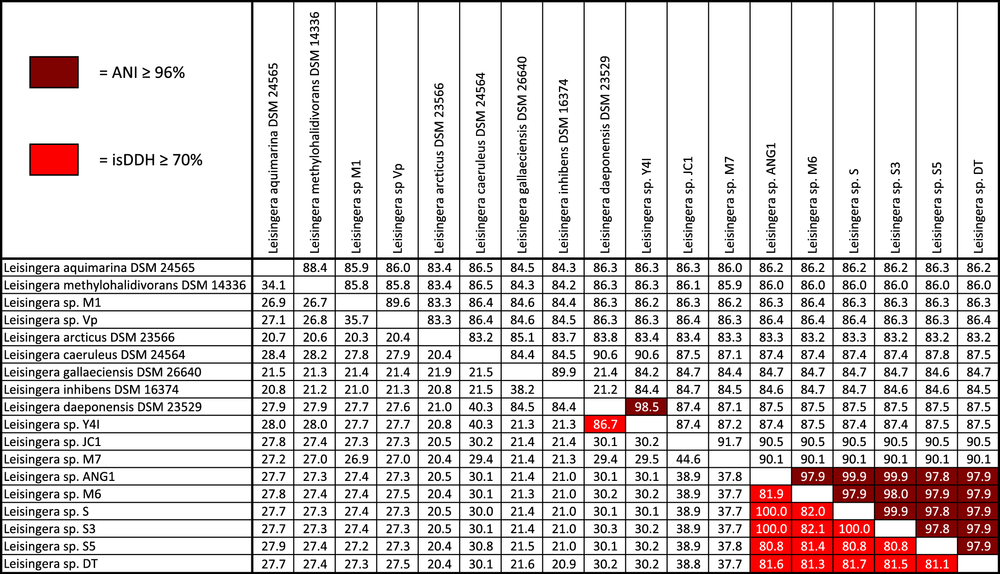 = ANI ≥ 96%
= isDDH ≥ 70%
Leisingera aquimarina DSM 24565
Leisingera methylohalidivorans DSM 14336
Leisingera sp M1
Leisingera sp Vp
Leisingera arcticus DSM 23566
Leisingera caeruleus DSM 24564
Leisingera gallaeciensis DSM 26640
Leisingera inhibens DSM 16374
Leisingera daeponensis DSM 23529
Leisingera sp. Y4I
Leisingera sp. JC1
Leisingera sp. M7
Leisingera sp. ANG1
Leisingera sp. M6
Leisingera sp. S
Leisingera sp. S3
Leisingera sp. S5
Leisingera sp. DT
Leisingera aquimarina DSM 24565 88.4 85.9 86.0 83.4 86.5 84.5 84.3 86.3 86.3 86.3 86.0 86.2 86.2 86.2 86.2 86.3 86.2
Leisingera methylohalidivorans DSM 14336 34.1 85.8 85.8 83.4 86.5 84.3 84.2 86.3 86.3 86.1 85.9 86.0 86.0 86.0 86.0 86.0 86.0
Leisingera sp. M1 26.9 26.7 89.6 83.3 86.4 84.6 84.4 86.3 86.2 86.3 86.2 86.3 86.4 86.3 86.3 86.3 86.3
Leisingera sp. Vp 27.1 26.8 35.7 83.3 86.4 84.6 84.5 86.3 86.3 86.4 86.3 86.4 86.4 86.4 86.3 86.3 86.4
Leisingera arcticus DSM 23566 20.7 20.6 20.3 20.4 83.2 85.1 83.7 83.8 83.4 83.4 83.3 83.3 83.2 83.3 83.2 83.2 83.2
Leisingera caeruleus DSM 24564 28.4 28.2 27.8 27.9 20.4 84.4 84.5 90.6 90.6 87.5 87.1 87.4 87.4 87.4 87.4 87.8 87.5
Leisingera gallaeciensis DSM 26640 21.5 21.3 21.4 21.4 21.9 21.5 89.9 21.4 84.2 84.7 84.4 84.7 84.7 84.7 84.7 84.6 84.7
Leisingera inhibens DSM 16374 20.8 21.2 21.0 21.3 20.8 21.5 38.2 21.2 84.4 84.7 84.5 84.6 84.7 84.7 84.6 84.6 84.5
Leisingera daeponensis DSM 23529 27.9 27.9 27.7 27.6 21.0 40.3 84.5 84.4 98.5 87.4 87.1 87.5 87.5 87.5 87.5 87.5 87.5
Leisingera sp. Y4I 28.0 28.0 27.7 27.7 20.8 40.3 21.3 21.3 86.7 87.4 87.2 87.4 87.5 87.4 87.4 87.5 87.5
Leisingera sp. JC1 27.8 27.4 27.3 27.3 20.5 30.2 21.4 21.4 30.1 30.2 91.7 90.5 90.5 90.5 90.5 90.5 90.5
Leisingera sp. M7 27.2 27.0 26.9 27.0 20.4 29.4 21.4 21.3 29.4 29.5 44.6 90.1 90.1 90.1 90.1 90.1 90.1
Leisingera sp. ANG1 27.7 27.3 27.4 27.3 20.5 30.1 21.4 21.0 30.1 30.1 38.9 37.8 97.9 99.9 99.9 97.8 97.9
Leisingera sp. M6 27.8 27.4 27.4 27.5 20.4 30.1 21.3 21.0 30.2 30.2 38.9 37.7 81.9 97.9 98.0 97.9 97.9
Leisingera sp. S 27.7 27.3 27.4 27.3 20.5 30.0 21.4 21.0 30.1 30.1 38.9 37.7 100.0 82.0 99.9 97.8 97.9
Leisingera sp. S3 27.7 27.3 27.4 27.3 20.5 30.1 21.4 21.0 30.3 30.2 38.9 37.7 100.0 82.1 100.0 97.8 97.9
Leisingera sp. S5 27.9 27.4 27.2 27.3 20.4 30.8 21.5 21.0 30.1 30.2 38.9 37.8 80.8 81.4 80.8 80.8 97.9
Leisingera sp. DT 27.7 27.4 27.3 27.5 20.4 30.1 21.6 20.9 30.2 30.2 38.8 37.7 81.6 81.3 81.7 81.5 81.1